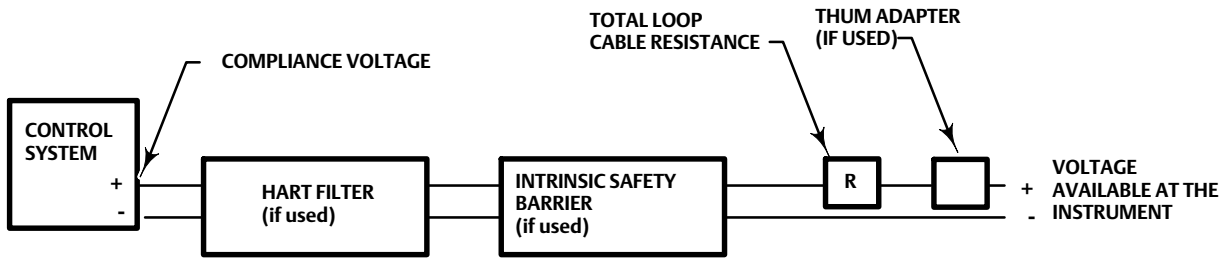 TOTAL LOOP
CABLE RESISTANCE
THUM ADAPTER
(IF USED)
COMPLIANCE VOLTAGE
CONTROL
SYSTEM
+
-
HART FILTER
(if used)
INTRINSIC SAFETY
BARRIER
(if used)
R
+
-
VOLTAGE
AVAILABLE AT THE
INSTRUMENT